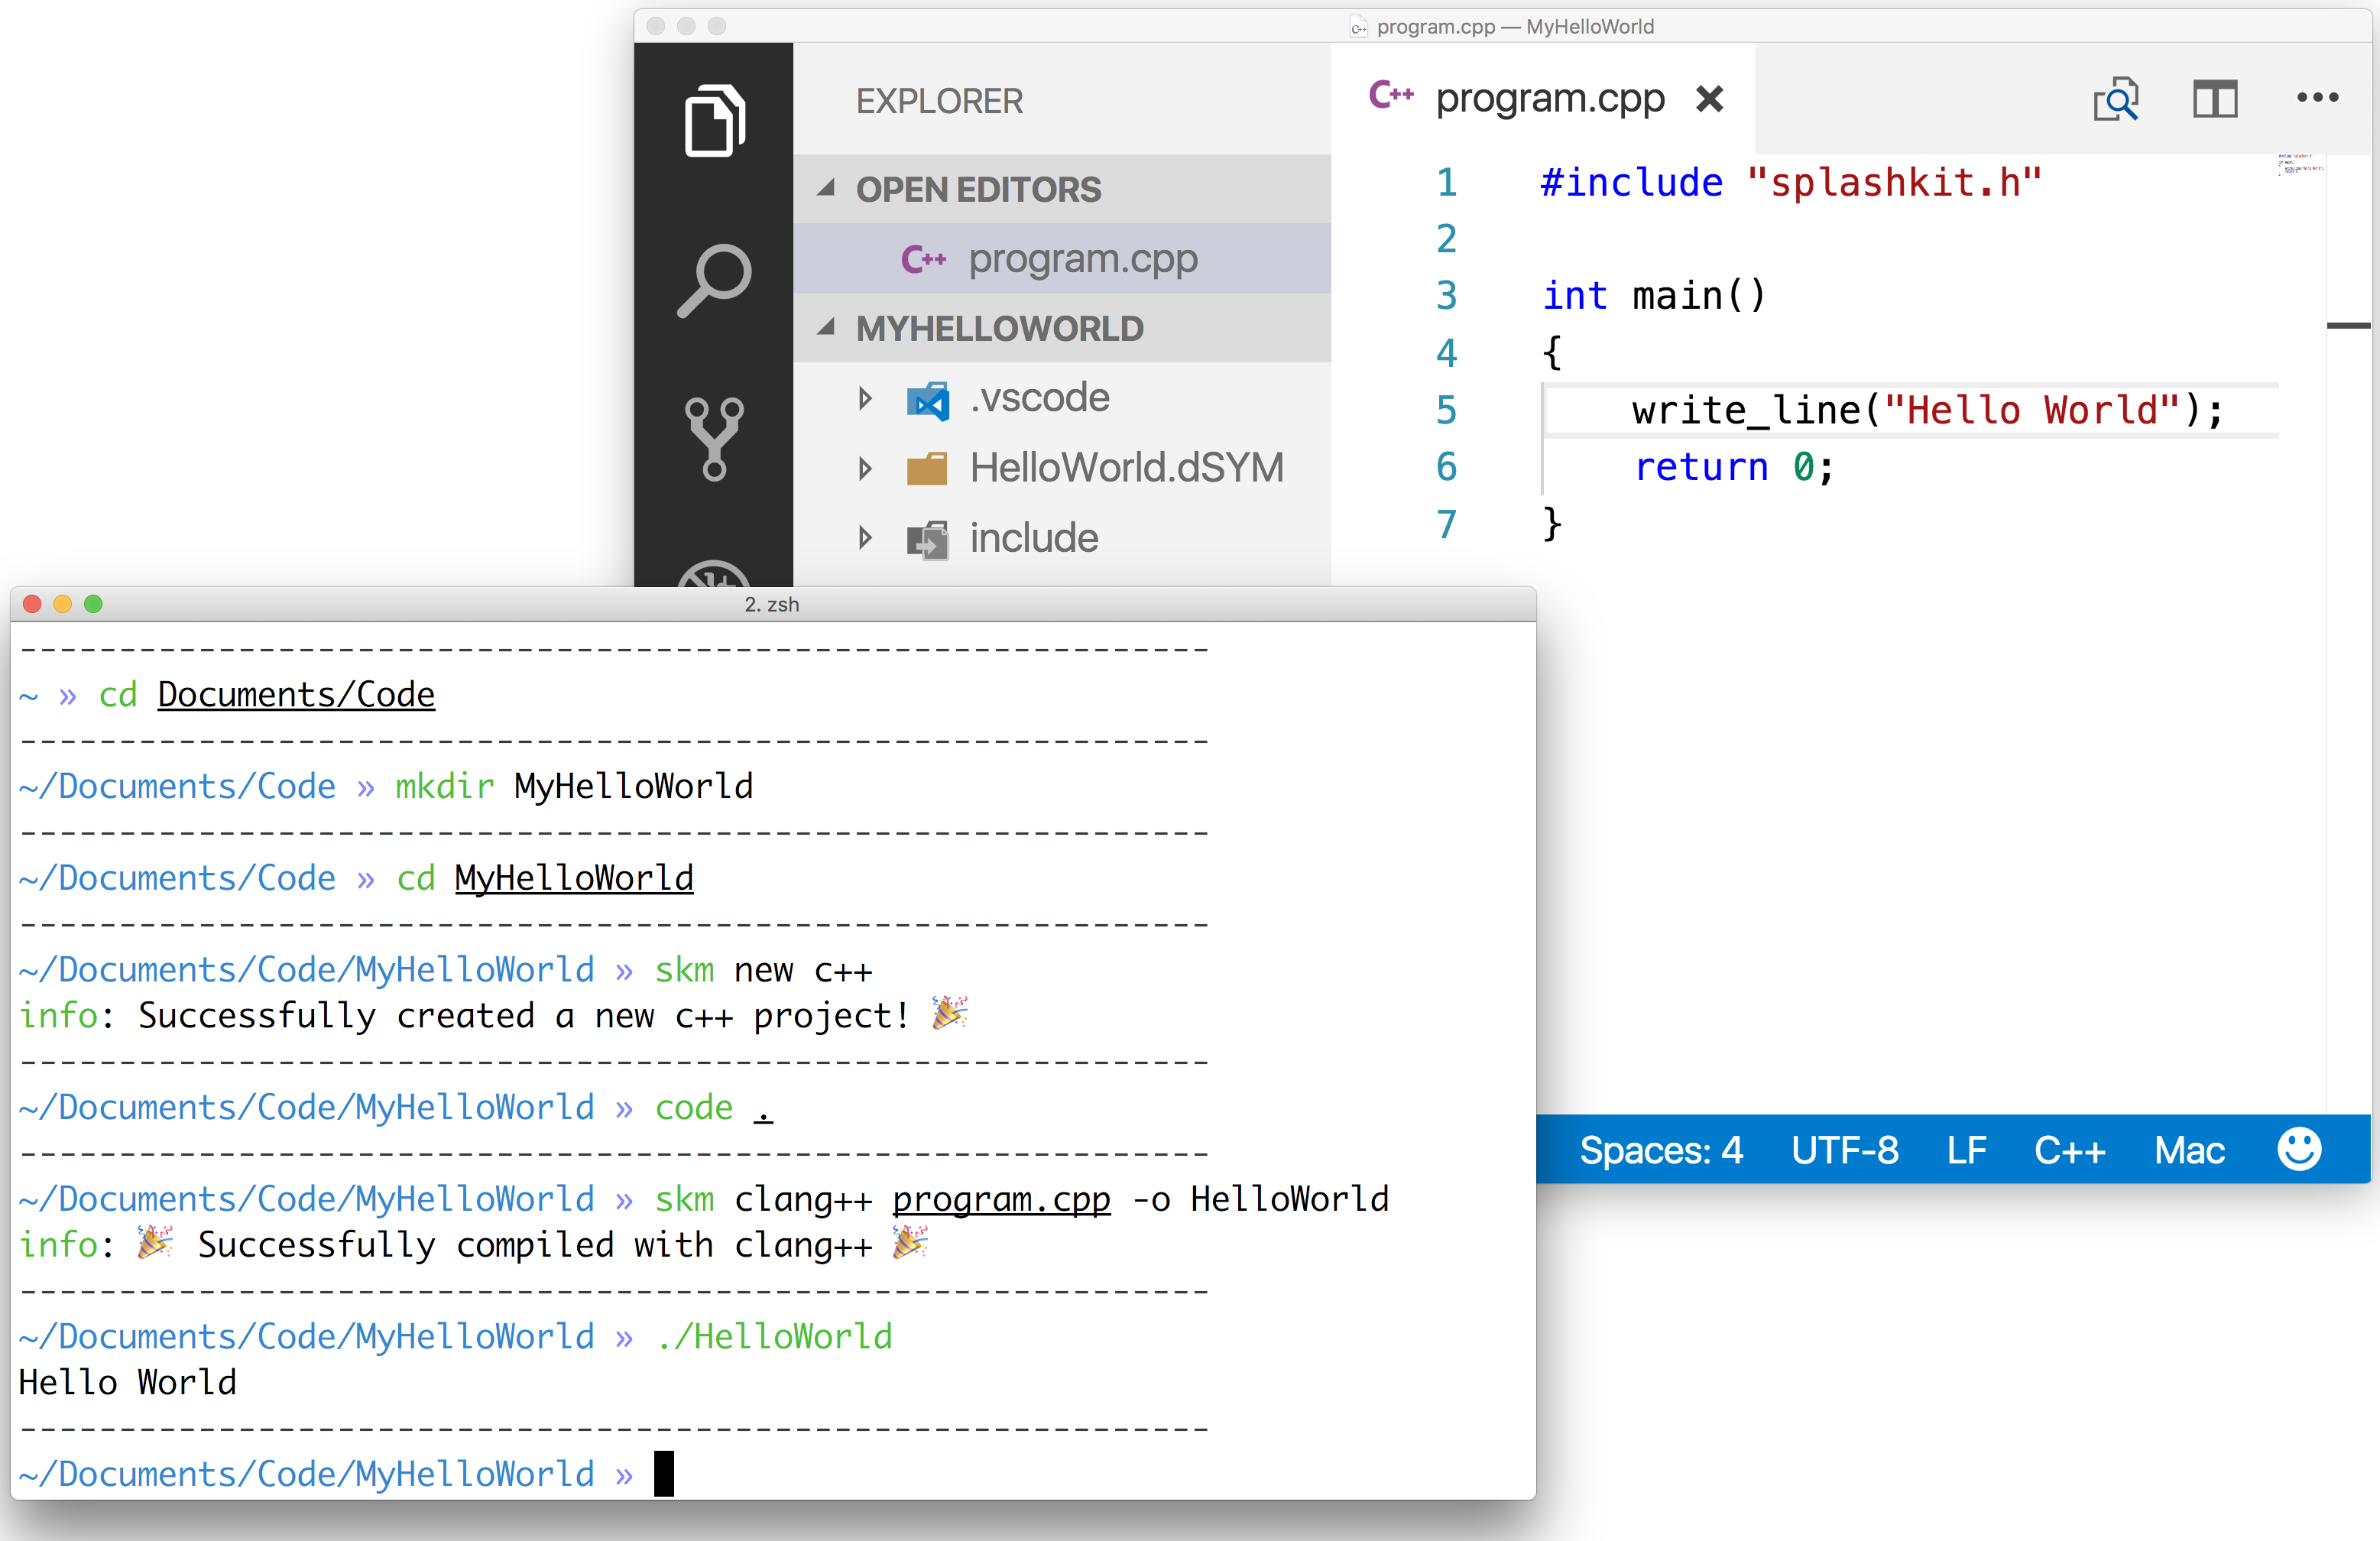 program.cpp — MyHelloWorld
EXPLORER
OPEN EDITORS
C++ program.cpp
MYHELLOWORLD
.vscode
HelloWorld.dSYM
include
C++ program.cpp
1 #include "splashkit.h"
2
3 int main()
4 {
5 write_line("Hello World");
6 return 0;
7 }
Spaces: 4 UTF-8 LF C++ Mac
2. zsh
------------------------------------------------------------
~ » cd Documents/Code
------------------------------------------------------------
~/Documents/Code » mkdir MyHelloWorld
------------------------------------------------------------
~/Documents/Code » cd MyHelloWorld
------------------------------------------------------------
~/Documents/Code/MyHelloWorld » skm new c++
info: Successfully created a new c++ project! 🎉
------------------------------------------------------------
~/Documents/Code/MyHelloWorld » code .
------------------------------------------------------------
~/Documents/Code/MyHelloWorld » skm clang++ program.cpp -o HelloWorld
info: 🎉 Successfully compiled with clang++ 🎉
------------------------------------------------------------
~/Documents/Code/MyHelloWorld » ./HelloWorld
Hello World
------------------------------------------------------------
~/Documents/Code/MyHelloWorld »